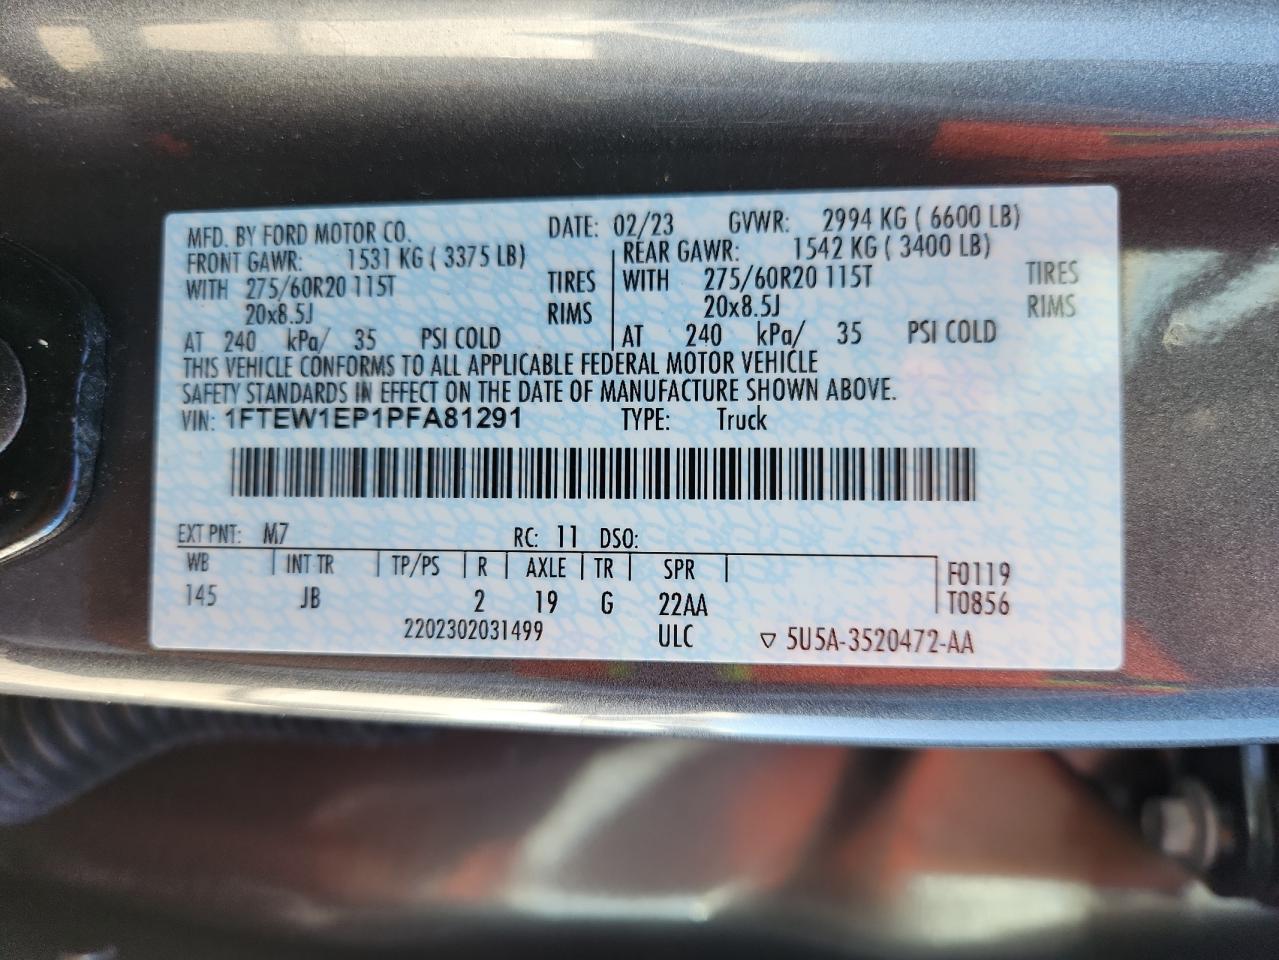 MFD. BY FORD MOTOR CO. DATE: 02/23 GVWR: 2994 KG ( 6600 LB)
FRONT GAWR: 1531 KG ( 3375 LB) REAR GAWR: 1542 KG ( 3400 LB)
WITH 275/60R20 115T TIRES WITH 275/60R20 115T TIRES
20x8.5J RIMS 20x8.5J RIMS
AT 240 kPa/ 35 PSI COLD AT 240 kPa/ 35 PSI COLD
THIS VEHICLE CONFORMS TO ALL APPLICABLE FEDERAL MOTOR VEHICLE
SAFETY STANDARDS IN EFFECT ON THE DATE OF MANUFACTURE SHOWN ABOVE.
VIN: 1FTEW1EP1PFA81291 TYPE: Truck
EXT PNT: M7 RC: 11 DSO:
WB INT TR TP/PS R AXLE TR SPR F0119
145 JB 2 19 G 22AA T0856
2202302031499 ULC ▽ 5U5A-3520472-AA